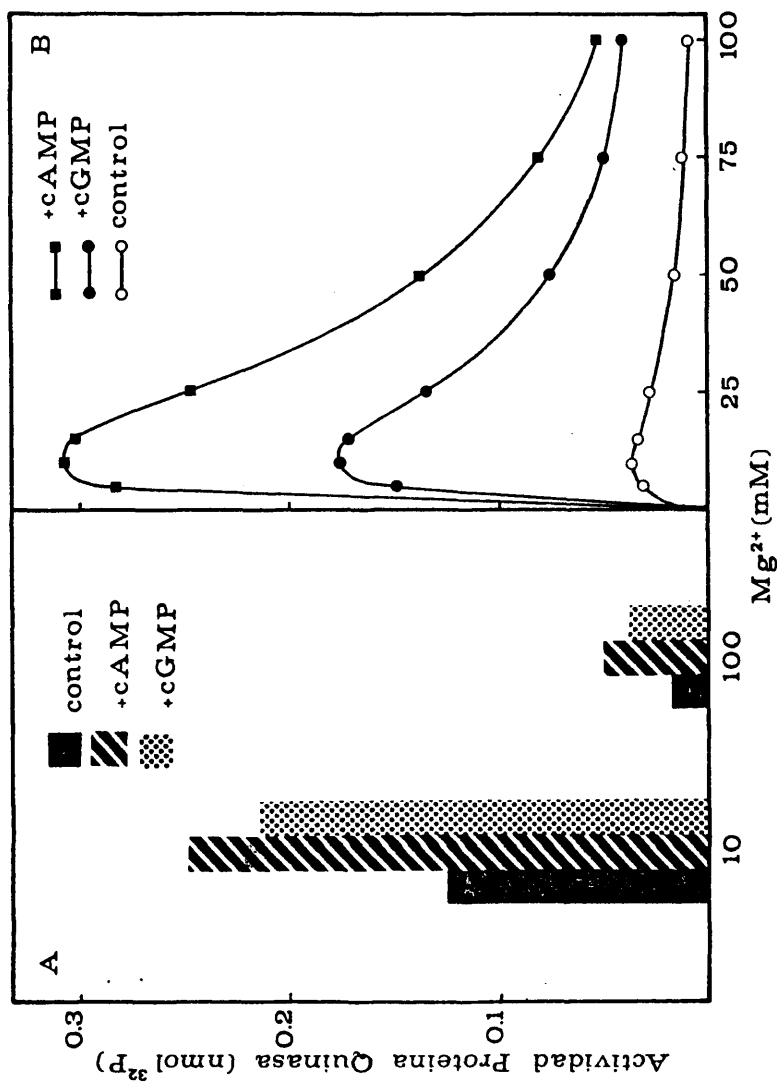 A
control
+cAMP
+cGMP
B
+cAMP
+cGMP
control
Actividad Proteina Quinasa (nmol ³²P)
0.3
0.2
0.1
10
100
25
50
75
100
Mg²⁺(mM)